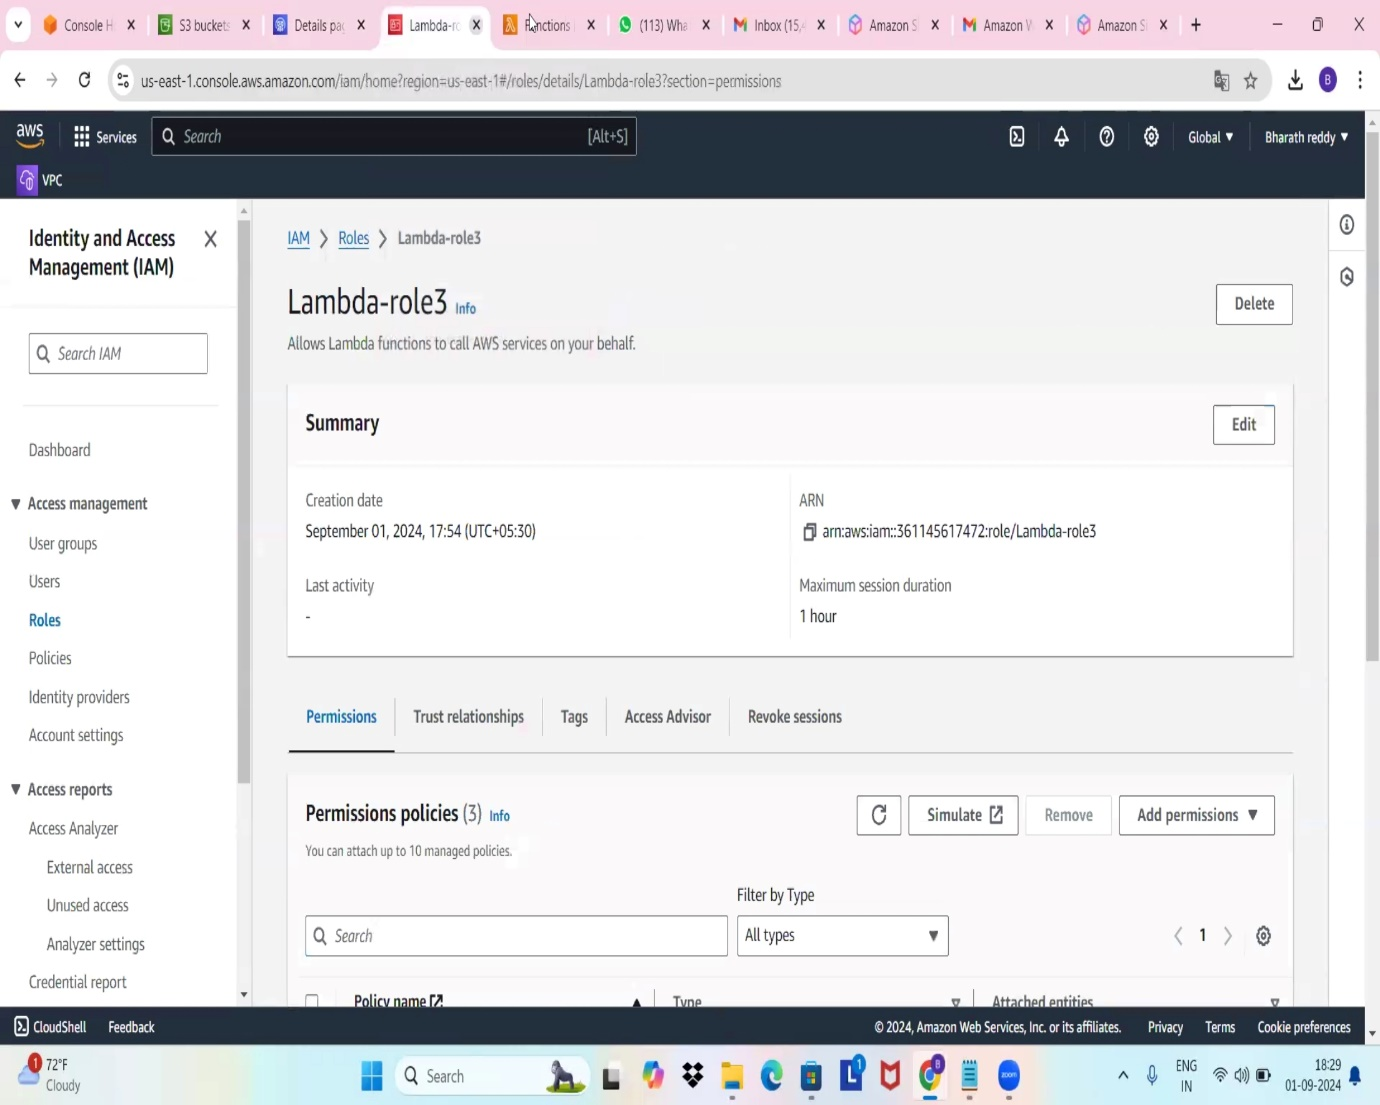 Console H
S3 buckets
Details pa
Lambda-ro
Functions
(113) Wha
Inbox (15,
Amazon S
Amazon W
Amazon S
us-east-1.console.aws.amazon.com/iam/home?region=us-east-1#/roles/details/Lambda-role3?section=permissions
B
aws
Services
Search
[Alt+S]
Global
Bharath reddy
VPC
Identity and Access
Management (IAM)
Search IAM
Dashboard
Access management
User groups
Users
Roles
Policies
Identity providers
Account settings
Access reports
Access Analyzer
External access
Unused access
Analyzer settings
Credential report
IAM > Roles > Lambda-role3
Lambda-role3 Info
Delete
Allows Lambda functions to call AWS services on your behalf.
Summary
Edit
Creation date
September 01, 2024, 17:54 (UTC+05:30)
ARN
arn:aws:iam::361145617472:role/Lambda-role3
Last activity
-
Maximum session duration
1 hour
Permissions
Trust relationships
Tags
Access Advisor
Revoke sessions
Permissions policies (3) Info
Simulate
Remove
Add permissions
You can attach up to 10 managed policies.
Filter by Type
Search
All types
1
Policy name
Type
Attached entities
CloudShell
Feedback
© 2024, Amazon Web Services, Inc. or its affiliates.
Privacy
Terms
Cookie preferences
1
72°F
Cloudy
Search
1
B
zoom
ENG
IN
18:29
01-09-2024